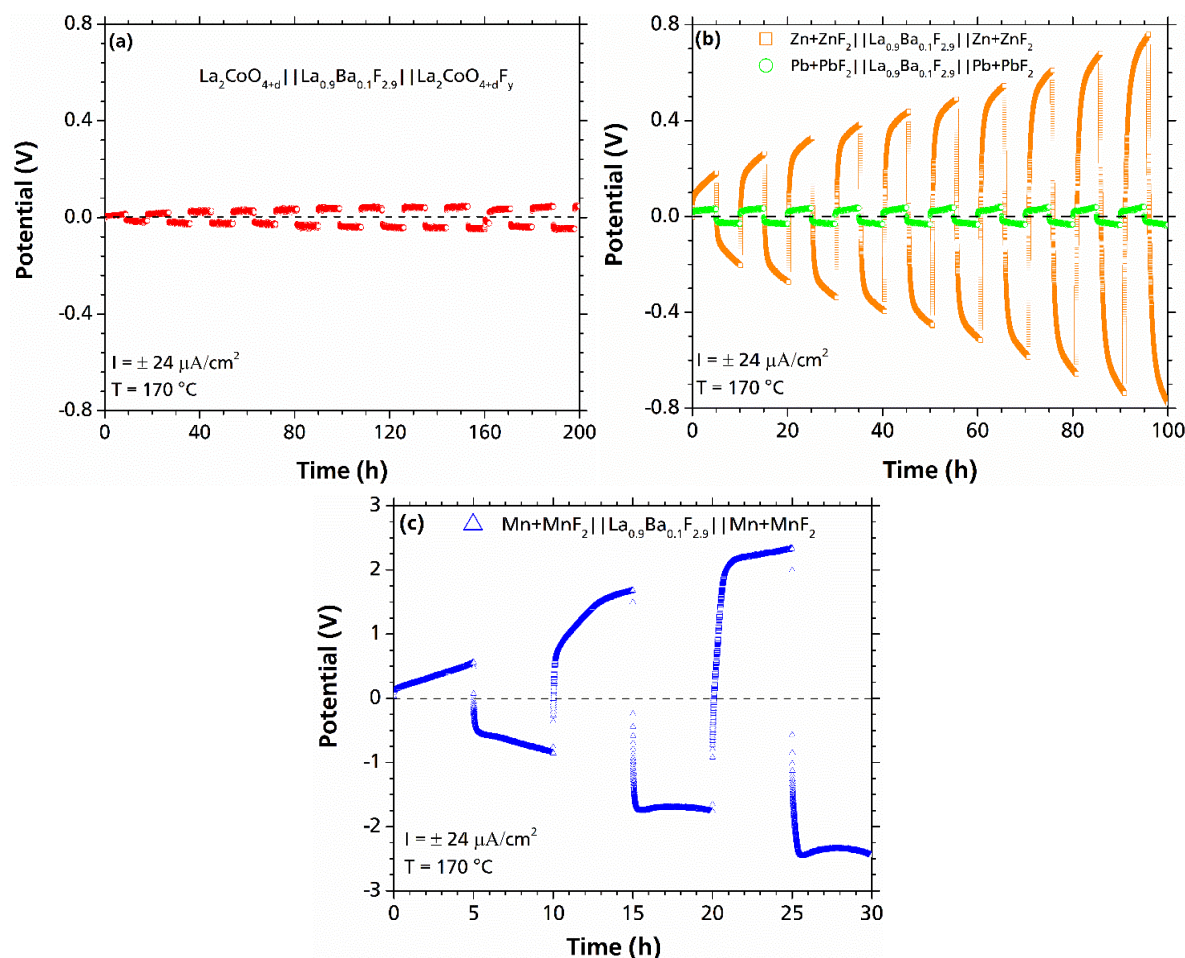 (a)
La₂CoO₄₊d||La₀.₉Ba₀.₁F₂.₉||La₂CoO₄₊dFy
Potential (V)
0.8
0.4
0.0
-0.4
-0.8
I = ± 24 μA/cm²
T = 170 °C
0 40 80 120 160 200
Time (h)
(b)
Zn+ZnF₂||La₀.₉Ba₀.₁F₂.₉||Zn+ZnF₂
Pb+PbF₂||La₀.₉Ba₀.₁F₂.₉||Pb+PbF₂
Potential (V)
0.8
0.4
0.0
-0.4
-0.8
I = ± 24 μA/cm²
T = 170 °C
0 20 40 60 80 100
Time (h)
(c)
Mn+MnF₂||La₀.₉Ba₀.₁F₂.₉||Mn+MnF₂
Potential (V)
3
2
1
0
-1
-2
-3
I = ± 24 μA/cm²
T = 170 °C
0 5 10 15 20 25 30
Time (h)